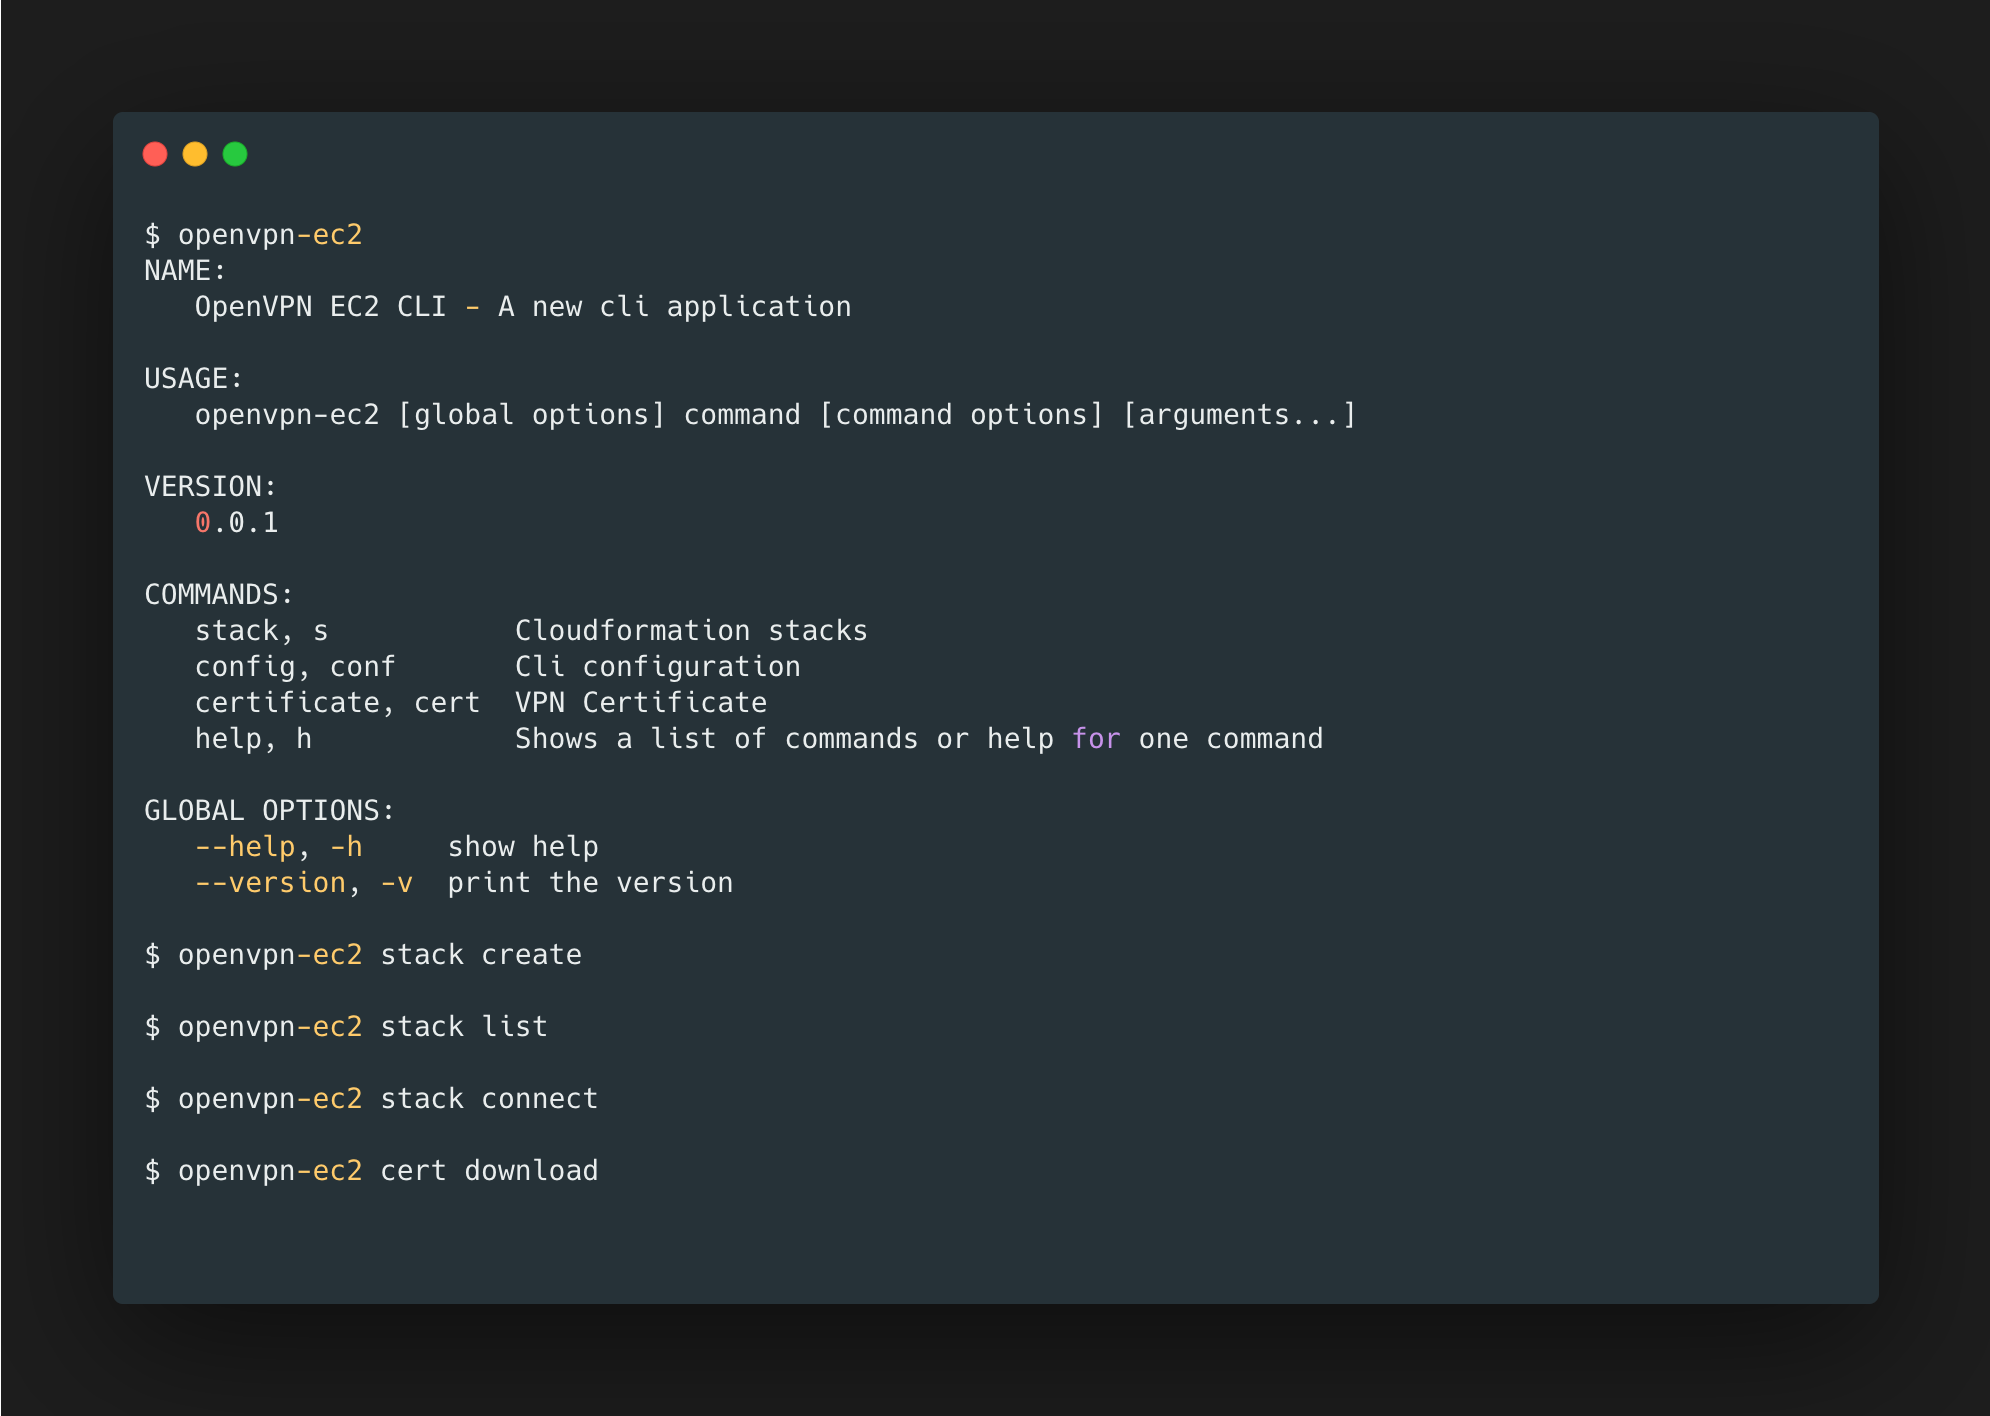 $ openvpn-ec2
NAME:
   OpenVPN EC2 CLI - A new cli application

USAGE:
   openvpn-ec2 [global options] command [command options] [arguments...]

VERSION:
   0.0.1

COMMANDS:
   stack, s           Cloudformation stacks
   config, conf       Cli configuration
   certificate, cert  VPN Certificate
   help, h            Shows a list of commands or help for one command

GLOBAL OPTIONS:
   --help, -h     show help
   --version, -v  print the version

$ openvpn-ec2 stack create

$ openvpn-ec2 stack list

$ openvpn-ec2 stack connect

$ openvpn-ec2 cert download